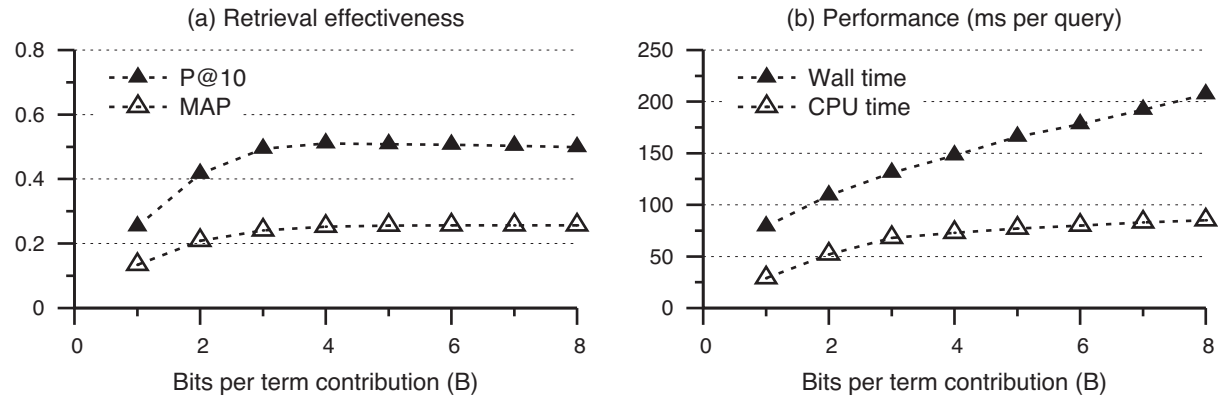 (a) Retrieval effectiveness
0.8
0.6
0.4
0.2
0
P@10
MAP
0 2 4 6 8
Bits per term contribution (B)
(b) Performance (ms per query)
250
200
150
100
50
0
Wall time
CPU time
0 2 4 6 8
Bits per term contribution (B)